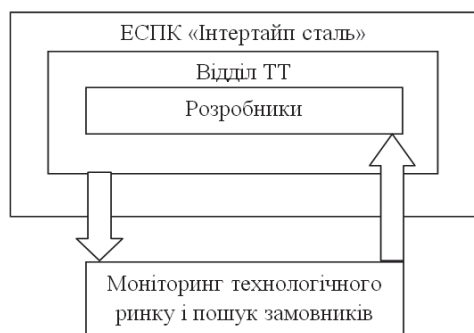 ЕСПК «Інтертайп сталь»
Відділ ТТ
Розробники
Моніторинг технологічного
ринку і пошук замовників